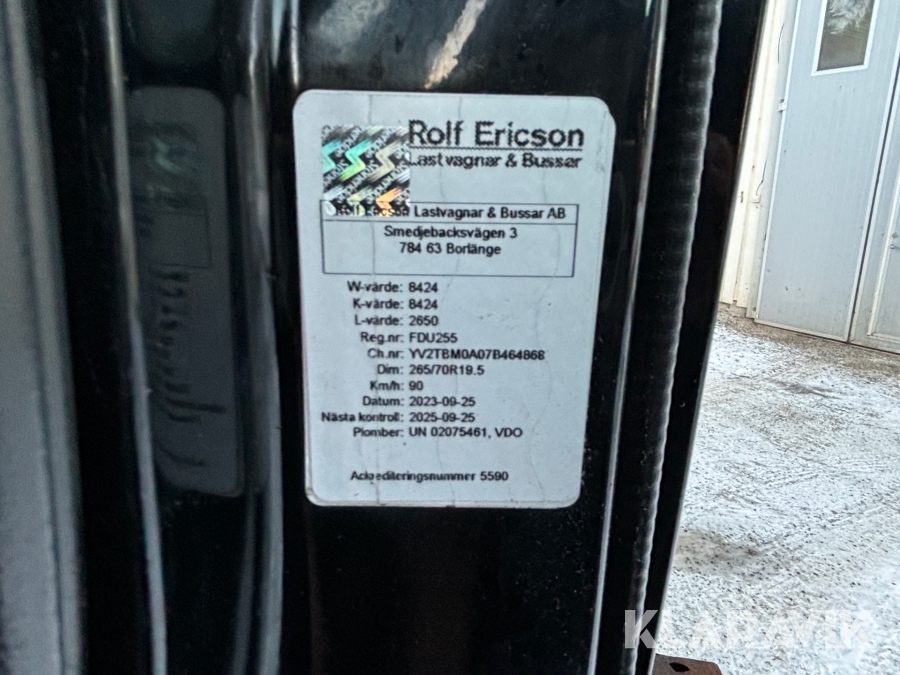 Rolf Ericson
Lastvagnar & Bussar
Rolf Ericson Lastvagnar & Bussar AB
Smedjebacksvägen 3
784 63 Borlänge
W-värde: 8424
K-värde: 8424
L-värde: 2650
Reg.nr: FDU255
Ch.nr: YV2TBM0A07B464868
Dim: 265/70R19.5
Km/h: 90
Datum: 2023-09-25
Nästa kontroll: 2025-09-25
Plomber: UN 02075461, VDO
Ackrediteringsnummer 5590
KLARAVIK